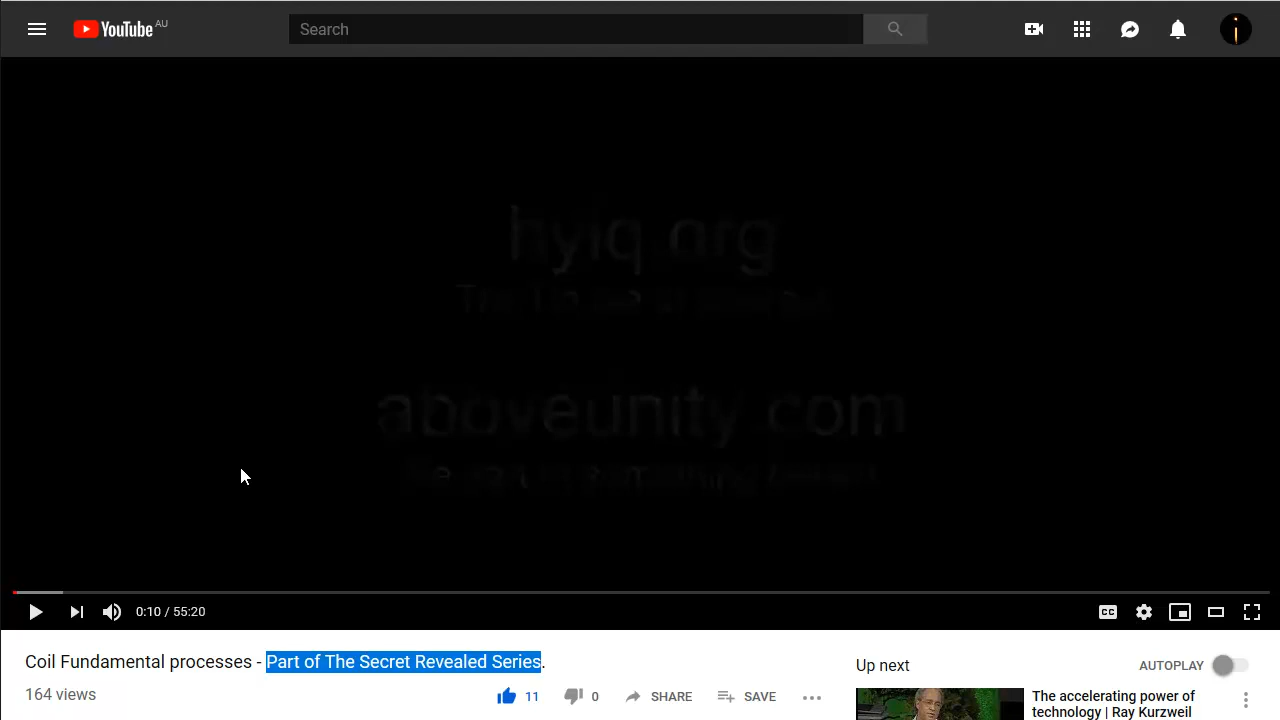 YouTube AU
Search
hyiq.org
aboveunity.com
0:10 / 55:20
CC
Coil Fundamental processes - Part of The Secret Revealed Series.
164 views
11
0
SHARE
SAVE
Up next
AUTOPLAY
The accelerating power of
technology | Ray Kurzweil